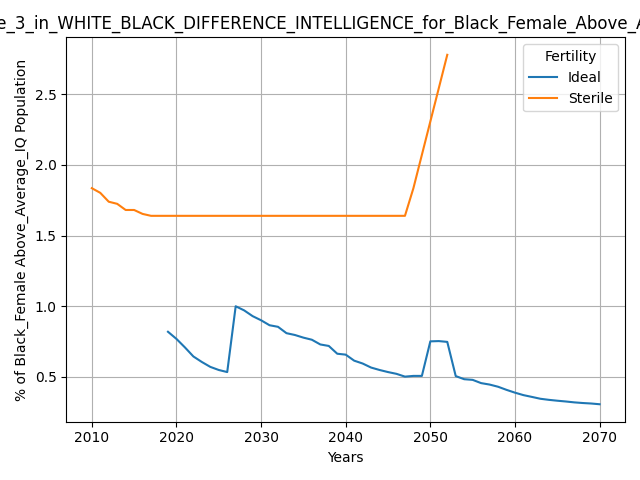 e_3_in_WHITE_BLACK_DIFFERENCE_INTELLIGENCE_for_Black_Female_Above_A
% of Black_Female Above_Average_IQ Population
2.5
2.0
1.5
1.0
0.5
Fertility
Ideal
Sterile
2010 2020 2030 2040 2050 2060 2070
Years